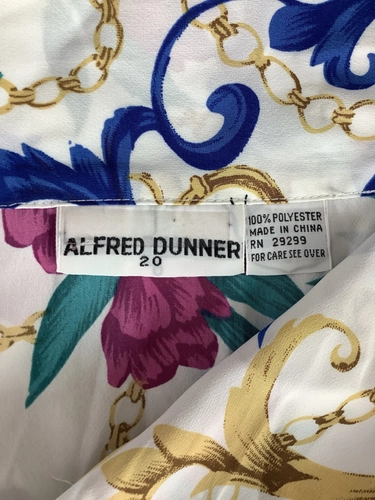 ALFRED DUNNER
20
100% POLYESTER
MADE IN CHINA
RN 29299
FOR CARE SEE OVER